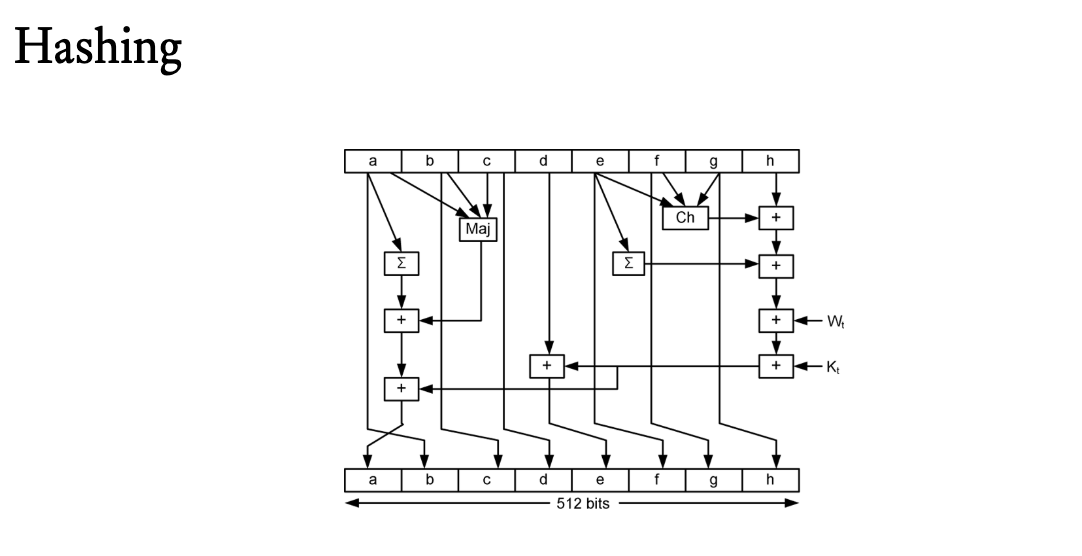 Hashing
a b c d e f g h
Maj Ch +
Σ Σ +
+ + Wt
+ + Kt
+
a b c d e f g h
512 bits